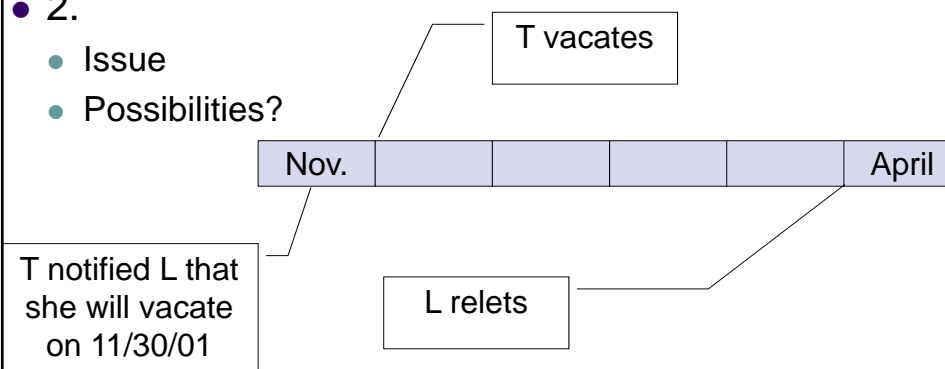 2.
Issue
Possibilities?
T vacates
Nov.
April
T notified L that
she will vacate
on 11/30/01
L relets